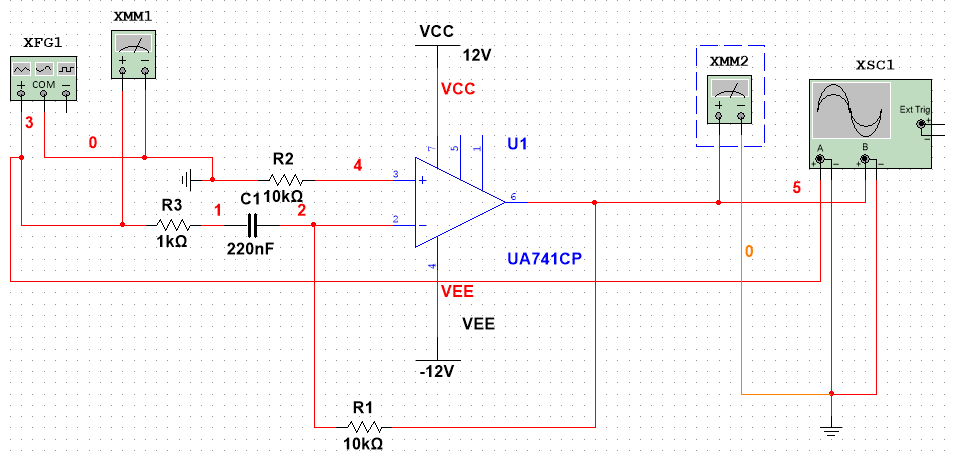 XMM1
XFG1
COM
3
0
VCC
12V
VCC
XMM2
XSC1
Ext Trig
A
B
U1
7
5
1
R2
10kΩ
4
3
6
5
R3
1kΩ
1
C1
220nF
2
2
UA741CP
0
4
VEE
VEE
-12V
R1
10kΩ